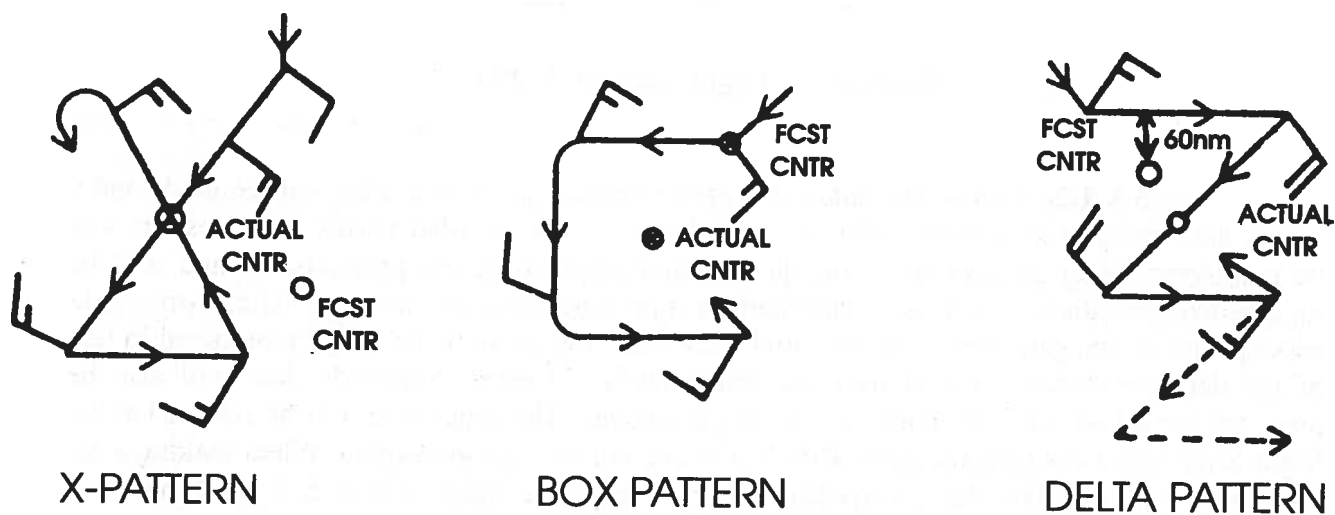 ACTUAL
CNTR
FCST
CNTR
X-PATTERN
FCST
CNTR
ACTUAL
CNTR
BOX PATTERN
FCST
CNTR
60nm
ACTUAL
CNTR
DELTA PATTERN